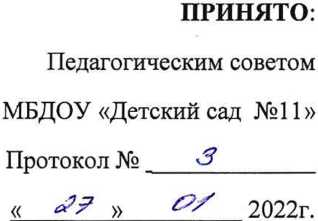 ПРИНЯТО:
Педагогическим советом
МБДОУ «Детский сад №11»
Протокол № 3
« 27 » 01 2022г.